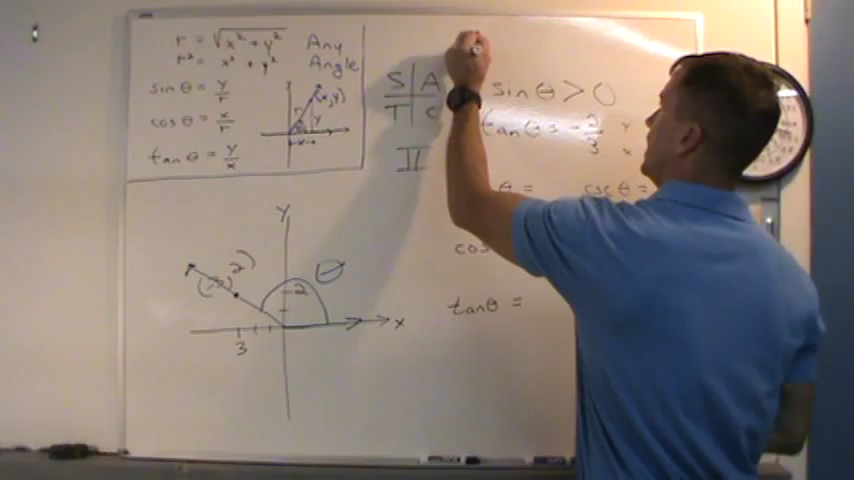 r = √x² + y² Any
r² = x² + y² Angle
sin θ = y/r
cos θ = x/r
tan θ = y/x
y
(x,y)
r
y
x
S A
T C
II
sin θ > 0
tan θ = 2/3 y
x
θ =
csc θ =
cos
tan θ =
y
2)
θ
2
x
3